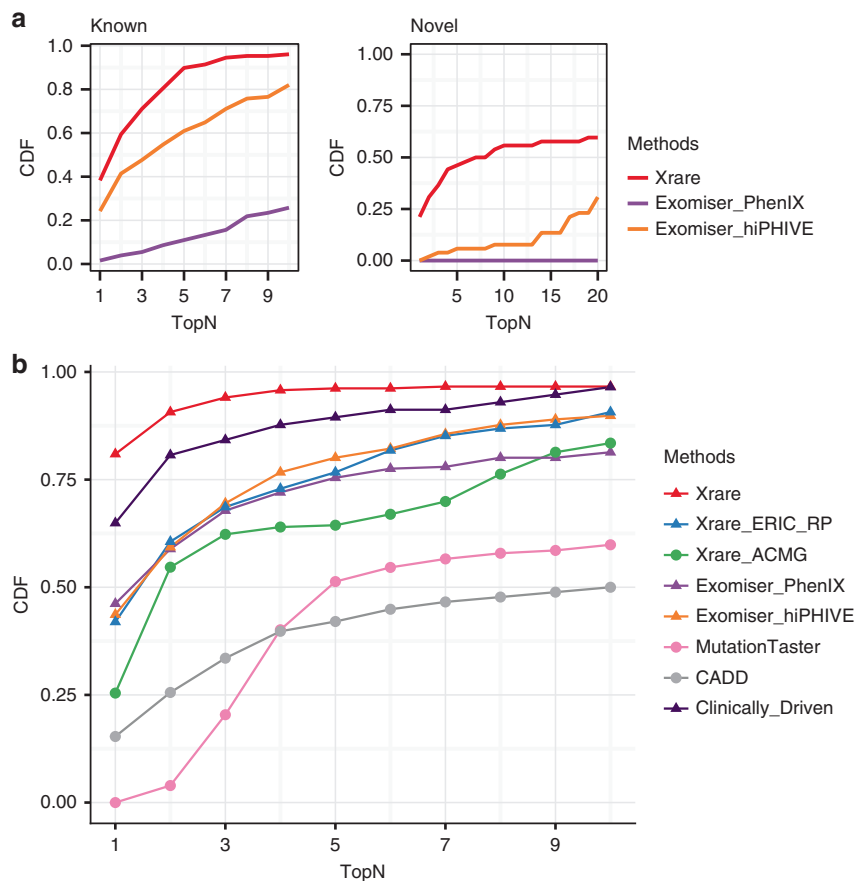 a
Known
Novel
1.0
0.8
0.6
0.4
0.2
0.0
CDF
1 3 5 7 9
TopN
1.00
0.75
0.50
0.25
0.00
CDF
5 10 15 20
TopN
Methods
Xrare
Exomiser_PhenIX
Exomiser_hiPHIVE
b
1.00
0.75
0.50
0.25
0.00
CDF
1 3 5 7 9
TopN
Methods
Xrare
Xrare_ERIC_RP
Xrare_ACMG
Exomiser_PhenIX
Exomiser_hiPHIVE
MutationTaster
CADD
Clinically_Driven